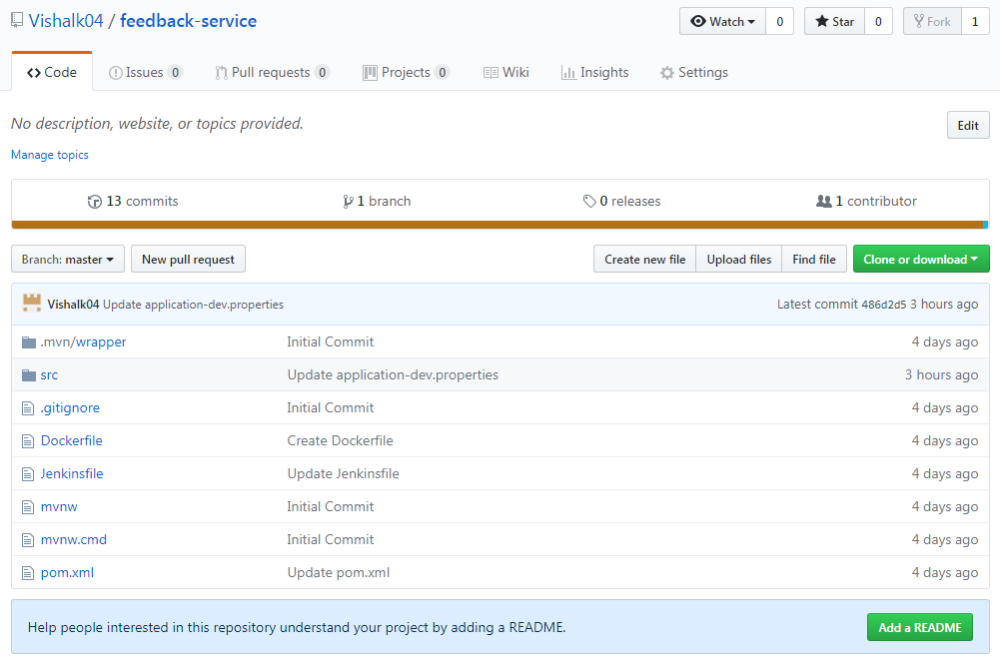 Vishalk04 / feedback-service Watch 0 Star 0 Fork 1
Code Issues 0 Pull requests 0 Projects 0 Wiki Insights Settings
No description, website, or topics provided. Edit
Manage topics
13 commits 1 branch 0 releases 1 contributor
Branch: master New pull request Create new file Upload files Find file Clone or download
Vishalk04 Update application-dev.properties Latest commit 486d2d5 3 hours ago
.mvn/wrapper Initial Commit 4 days ago
src Update application-dev.properties 3 hours ago
.gitignore Initial Commit 4 days ago
Dockerfile Create Dockerfile 4 days ago
Jenkinsfile Update Jenkinsfile 4 days ago
mvnw Initial Commit 4 days ago
mvnw.cmd Initial Commit 4 days ago
pom.xml Update pom.xml 4 days ago
Help people interested in this repository understand your project by adding a README. Add a README